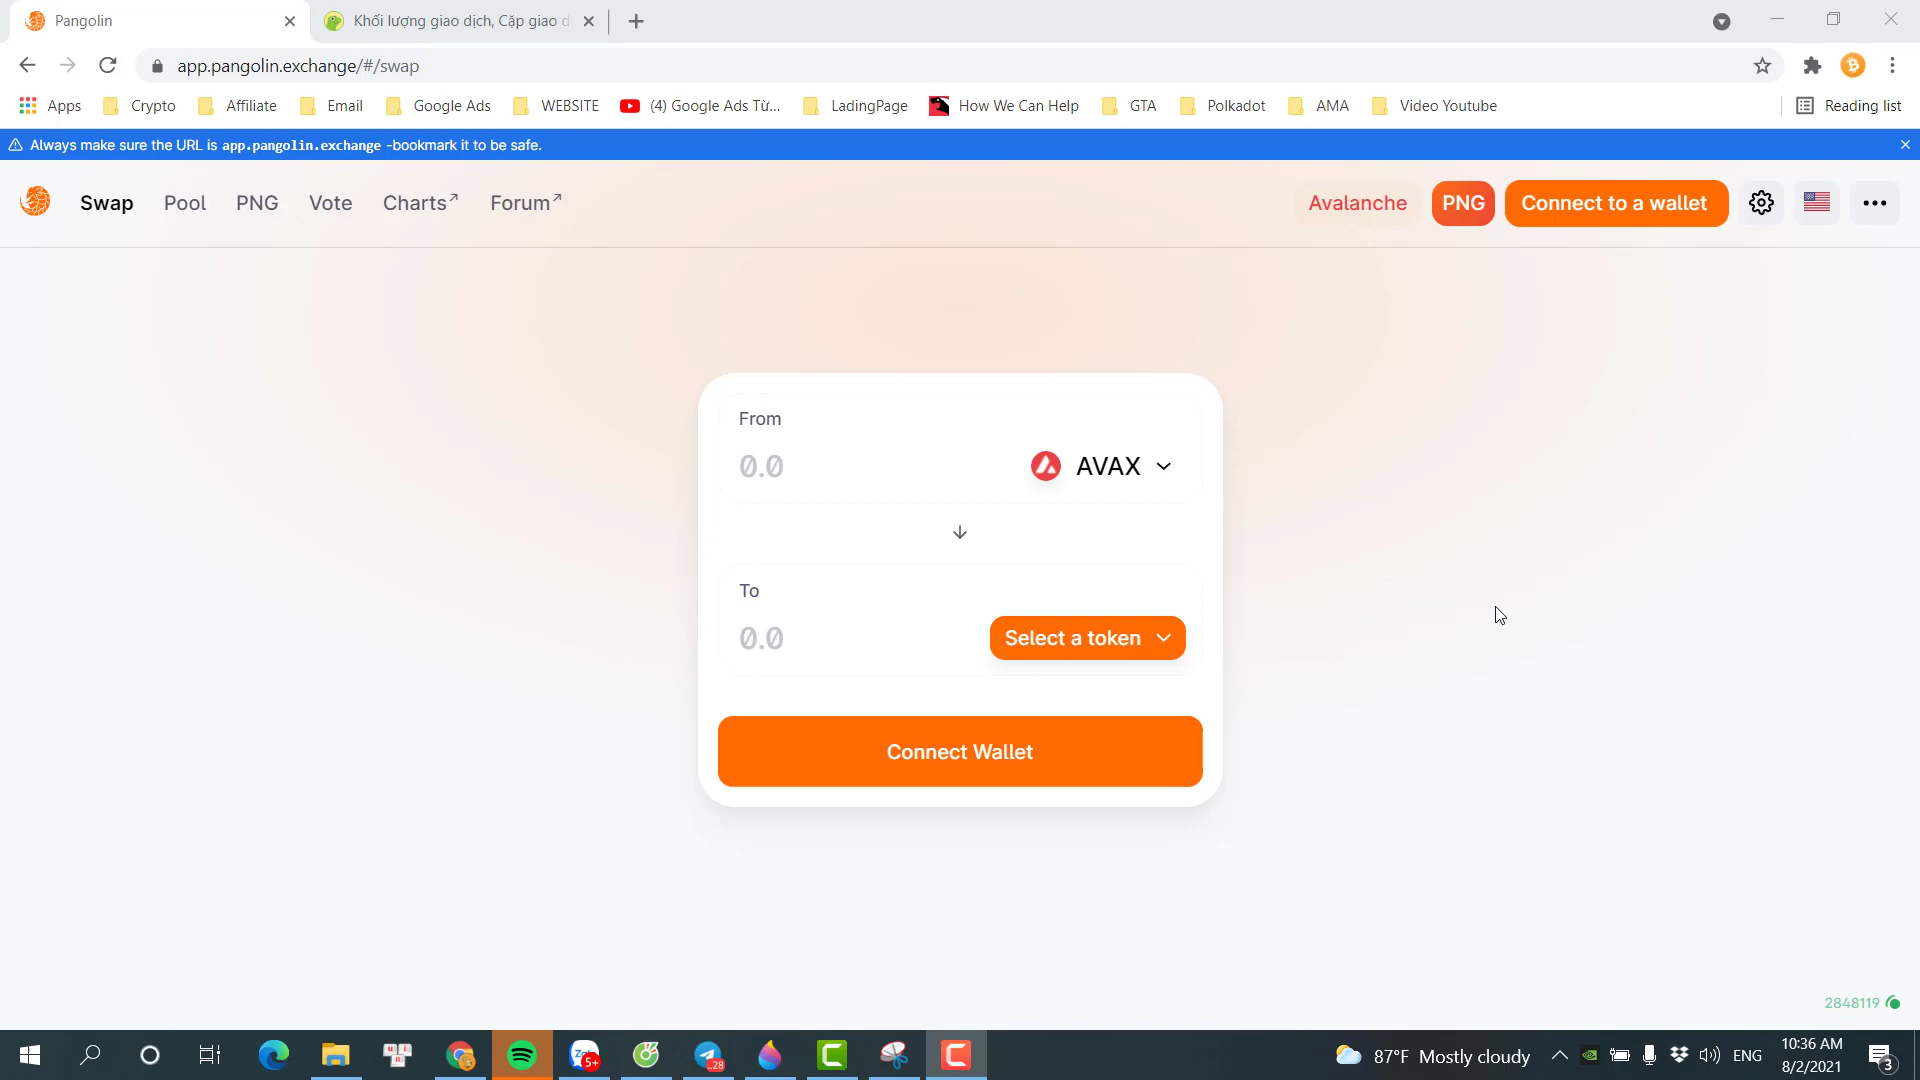 Pangolin
Khối lượng giao dịch, Cặp giao d
app.pangolin.exchange/#/swap
Apps
Crypto
Affiliate
Email
Google Ads
WEBSITE
(4) Google Ads Từ...
LadingPage
How We Can Help
GTA
Polkadot
AMA
Video Youtube
Reading list
Always make sure the URL is app.pangolin.exchange -bookmark it to be safe.
Swap
Pool
PNG
Vote
Charts↗
Forum↗
Avalanche
PNG
Connect to a wallet
From
0.0
AVAX
To
0.0
Select a token
Connect Wallet
2848119
5+
28
87°F Mostly cloudy
ENG
10:36 AM
8/2/2021
3